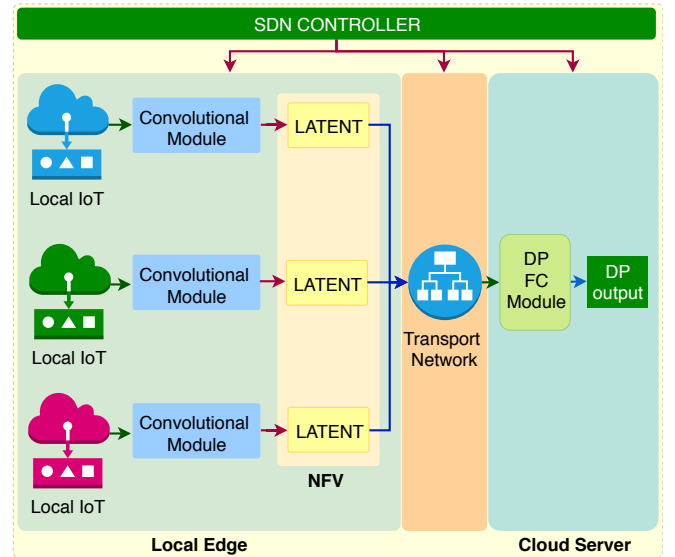 SDN CONTROLLER
Convolutional
Module
LATENT
Local IoT
Convolutional
Module
LATENT
Local IoT
Transport
Network
DP
FC
Module
DP
output
Convolutional
Module
LATENT
Local IoT
NFV
Local Edge
Cloud Server